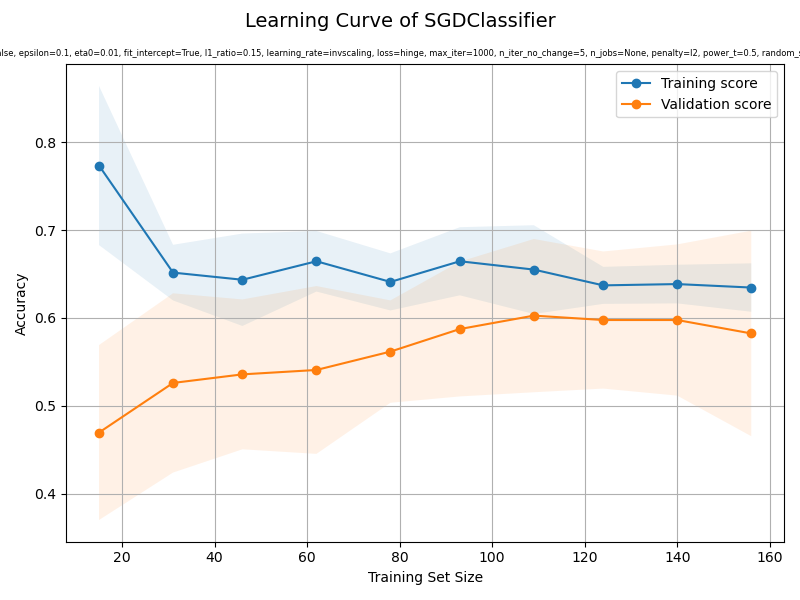 Learning Curve of SGDClassifier
epsilon=0.1, eta0=0.01, fit_intercept=True, l1_ratio=0.15, learning_rate=invscaling, loss=hinge, max_iter=1000, n_iter_no_change=5, n_jobs=None, penalty=l2, power_t=0.5,
Training score
Validation score
0.8
0.7
0.6
0.5
0.4
Accuracy
20 40 60 80 100 120 140 160
Training Set Size